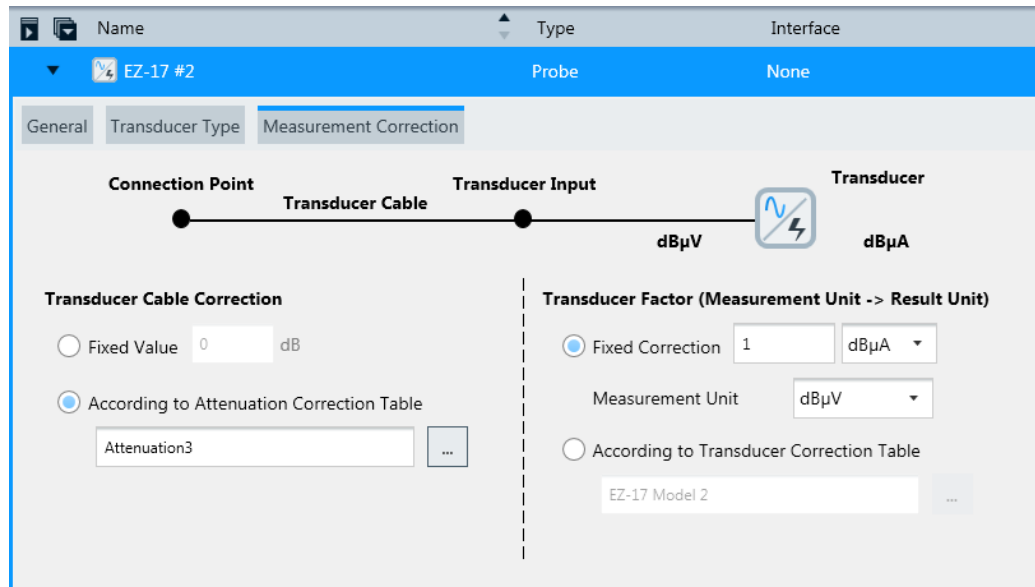 Name Type Interface
EZ-17 #2 Probe None
General Transducer Type Measurement Correction
Connection Point Transducer Input Transducer
Transducer Cable
dBµV dBµA
Transducer Cable Correction
Fixed Value 0 dB
According to Attenuation Correction Table
Attenuation3 ...
Transducer Factor (Measurement Unit -> Result Unit)
Fixed Correction 1 dBµA
Measurement Unit dBµV
According to Transducer Correction Table
EZ-17 Model 2 ...